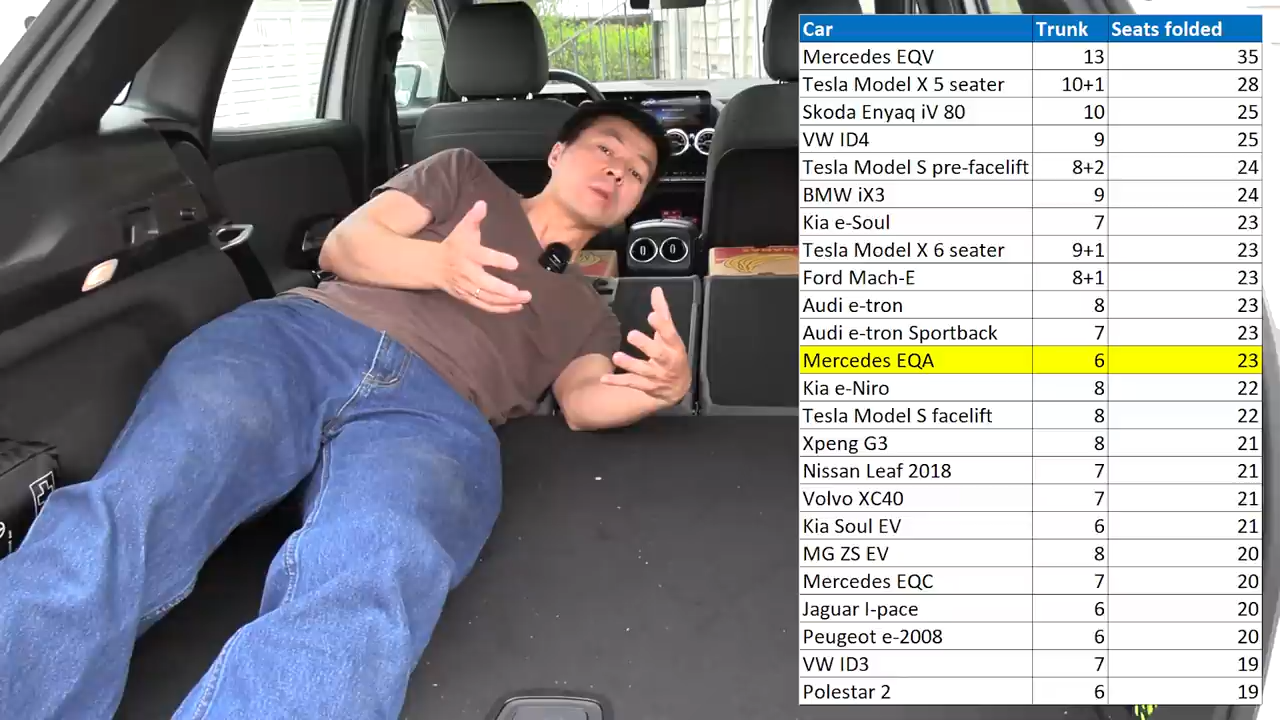 Car Trunk Seats folded
Mercedes EQV 13 35
Tesla Model X 5 seater 10+1 28
Skoda Enyaq iV 80 10 25
VW ID4 9 25
Tesla Model S pre-facelift 8+2 24
BMW iX3 9 24
Kia e-Soul 7 23
Tesla Model X 6 seater 9+1 23
Ford Mach-E 8+1 23
Audi e-tron 8 23
Audi e-tron Sportback 7 23
Mercedes EQA 6 23
Kia e-Niro 8 22
Tesla Model S facelift 8 22
Xpeng G3 8 21
Nissan Leaf 2018 7 21
Volvo XC40 7 21
Kia Soul EV 6 21
MG ZS EV 8 20
Mercedes EQC 7 20
Jaguar I-pace 6 20
Peugeot e-2008 6 20
VW ID3 7 19
Polestar 2 6 19